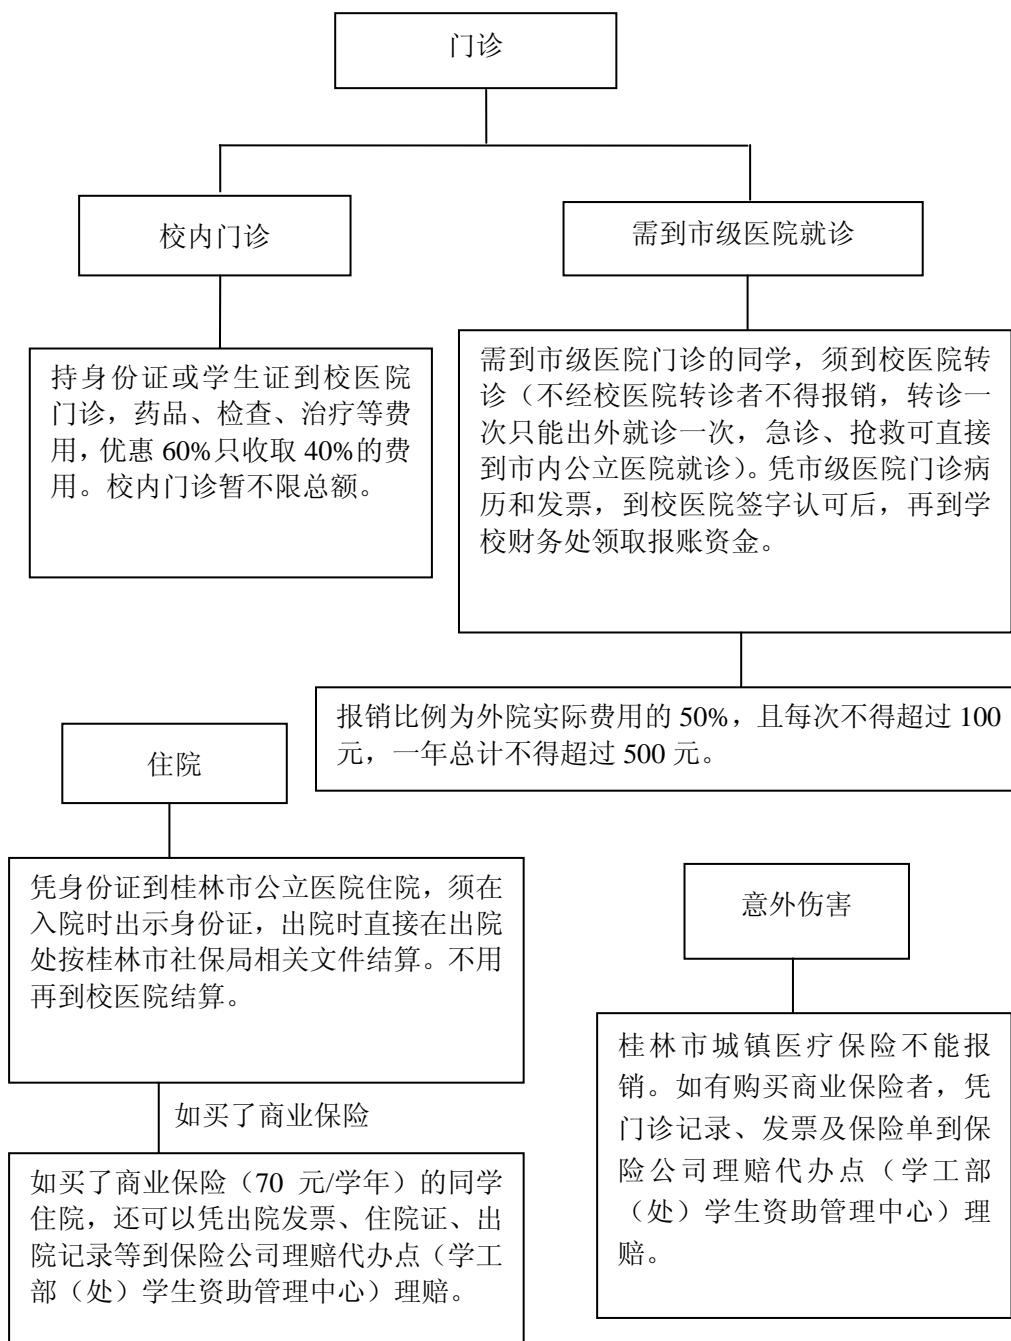 门诊
校内门诊
需到市级医院就诊
持身份证或学生证到校医院
门诊，药品、检查、治疗等费
用，优惠 60%只收取 40%的费
用。校内门诊暂不限总额。
需到市级医院门诊的同学，须到校医院转
诊（不经校医院转诊者不得报销，转诊一
次只能出外就诊一次，急诊、抢救可直接
到市内公立医院就诊）。凭市级医院门诊病
历和发票，到校医院签字认可后，再到学
校财务处领取报账资金。
报销比例为外院实际费用的 50%，且每次不得超过 100
元，一年总计不得超过 500 元。
住院
凭身份证到桂林市公立医院住院，须在
入院时出示身份证，出院时直接在出院
处按桂林市社保局相关文件结算。不用
再到校医院结算。
如买了商业保险
如买了商业保险（70 元/学年）的同学
住院，还可以凭出院发票、住院证、出
院记录等到保险公司理赔代办点（学工
部（处）学生资助管理中心）理赔。
意外伤害
桂林市城镇医疗保险不能报
销。如有购买商业保险者，凭
门诊记录、发票及保险单到保
险公司理赔代办点（学工部
（处）学生资助管理中心）理
赔。